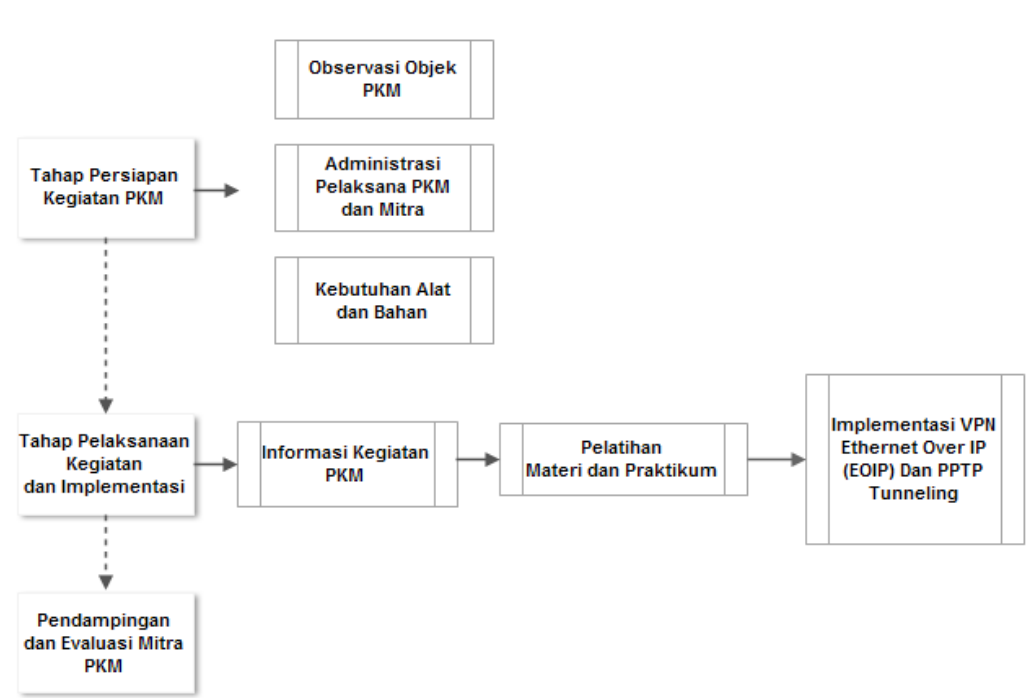 Observasi Objek
PKM
Tahap Persiapan
Kegiatan PKM
Administrasi
Pelaksana PKM
dan Mitra
Kebutuhan Alat
dan Bahan
Tahap Pelaksanaan
Kegiatan
dan Implementasi
Informasi Kegiatan
PKM
Pelatihan
Materi dan Praktikum
Implementasi VPN
Ethernet Over IP
(EOIP) Dan PPTP
Tunneling
Pendampingan
dan Evaluasi Mitra
PKM